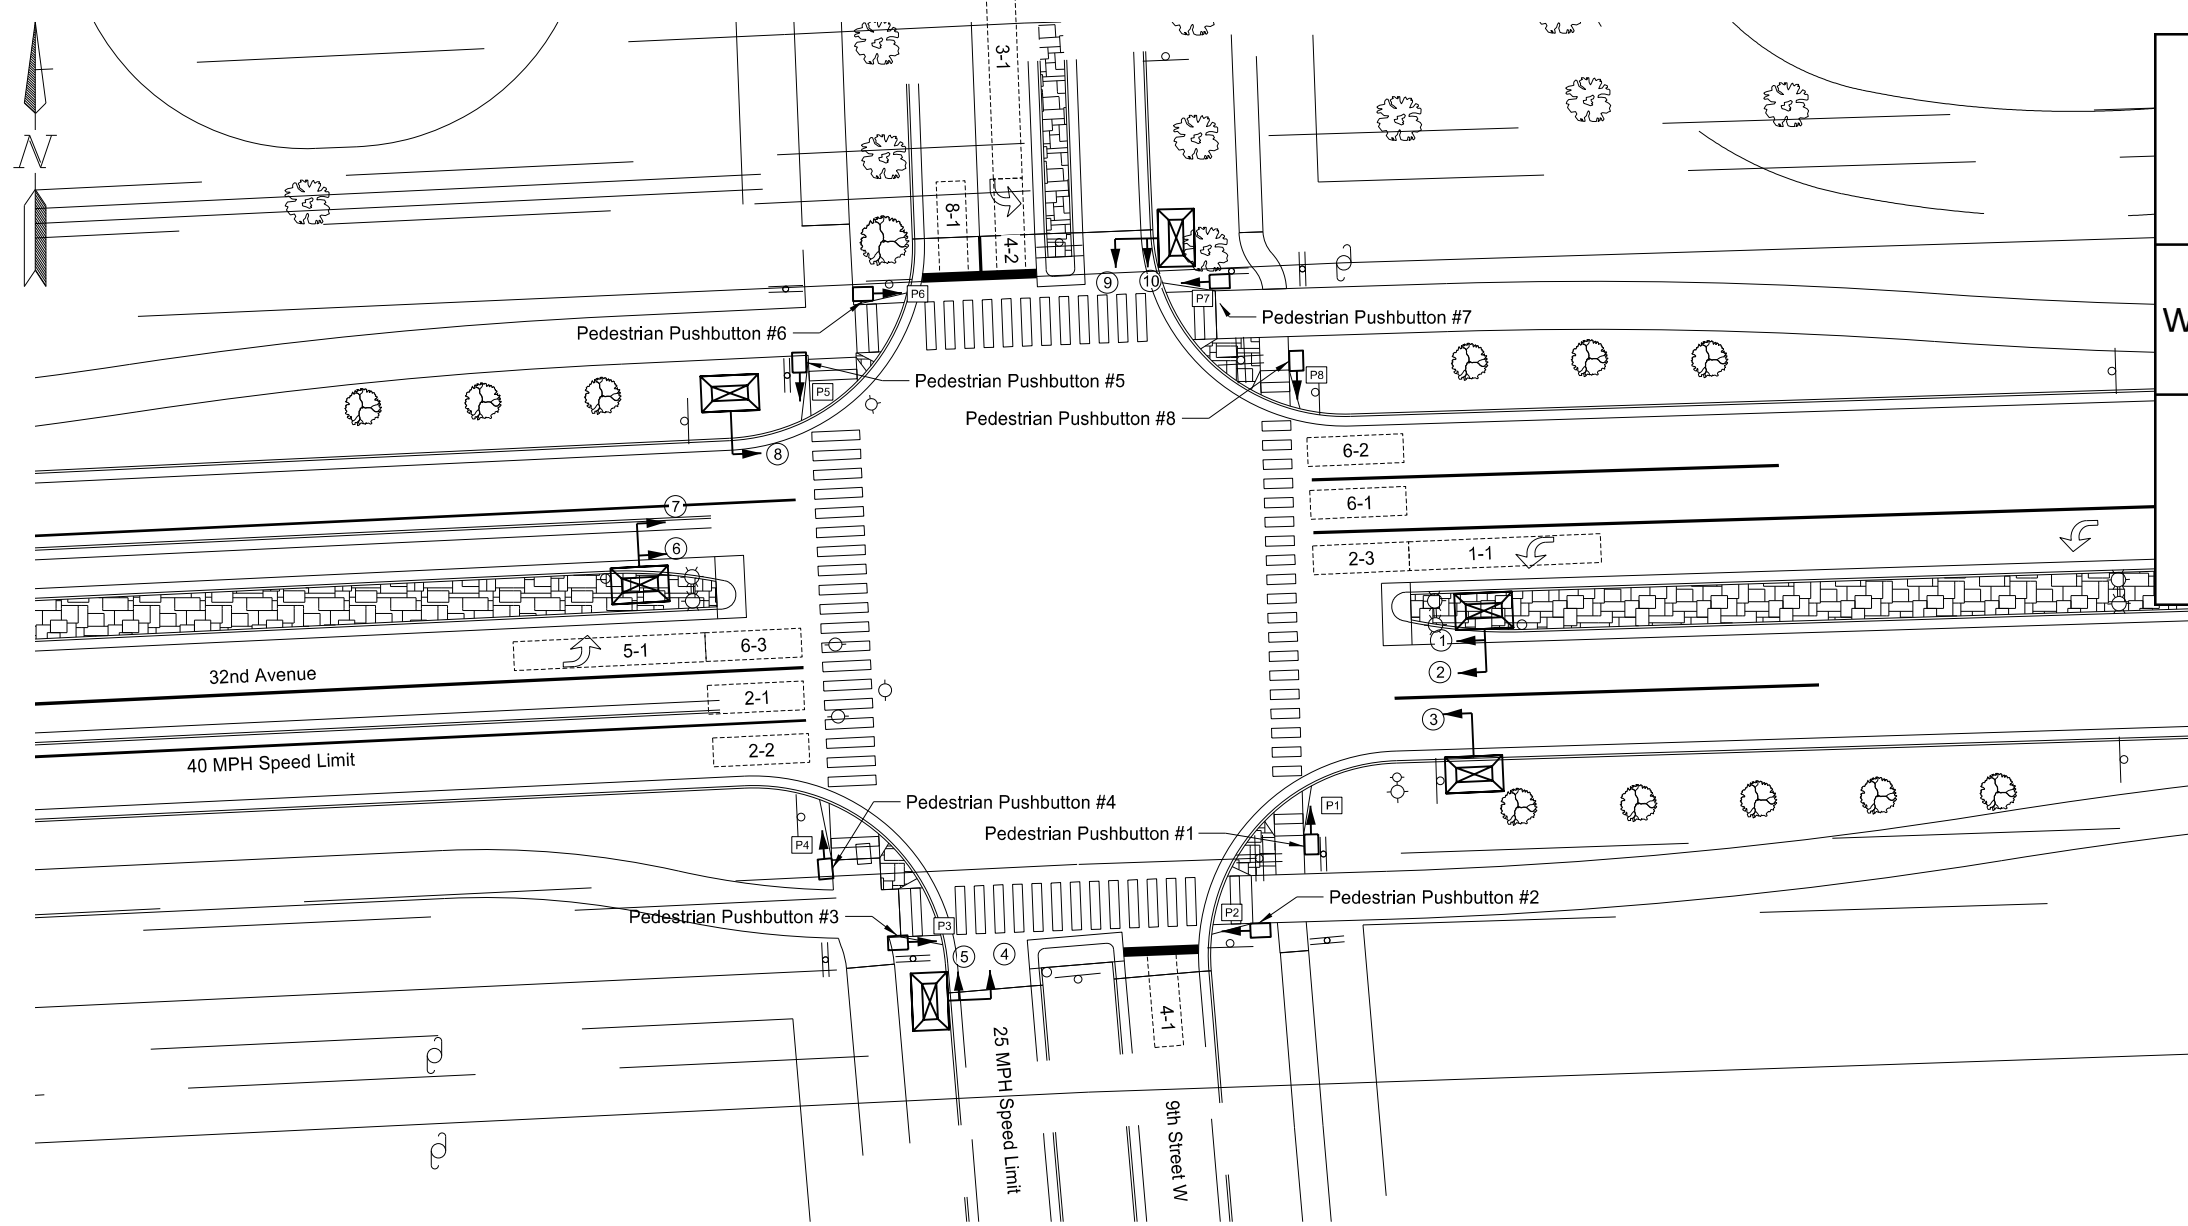 3-1
N
8-1
4-2
9
10
P6
P7
Pedestrian Pushbutton #6
Pedestrian Pushbutton #7
W
Pedestrian Pushbutton #5
P5
P8
Pedestrian Pushbutton #8
8
6-2
7
6-1
6
2-3
1-1
5-1
6-3
1
32nd Avenue
2
2-1
3
2-2
40 MPH Speed Limit
Pedestrian Pushbutton #4
P1
Pedestrian Pushbutton #1
P4
Pedestrian Pushbutton #2
Pedestrian Pushbutton #3
P2
P3
5
4
4-1
25 MPH Speed Limit
9th Street W